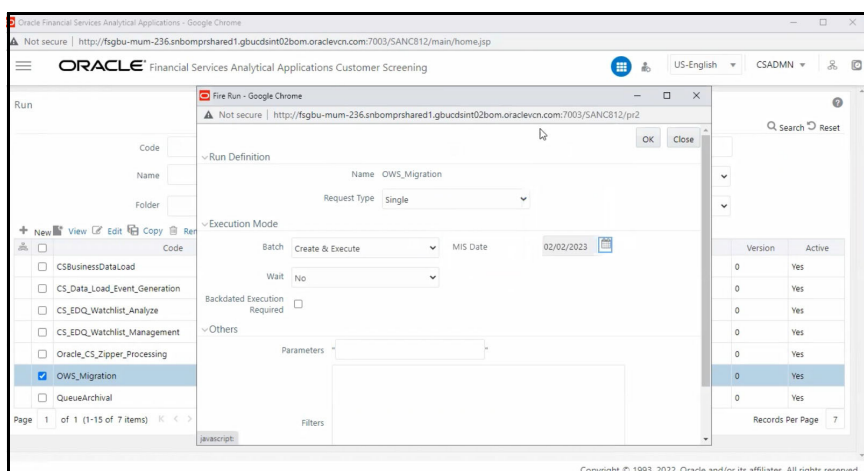 Oracle Financial Services Analytical Applications - Google Chrome
Not secure | http://fsgbu-mum-236.snbomprshared1.gbucdsint02bom.oraclevcn.com:7003/SANC812/main/home.jsp
ORACLE® Financial Services Analytical Applications Customer Screening
US-English
CSADMN
Run
Search Reset
Code
Name
Folder
New View Edit Copy
Code Version Active
CSBusinessDataLoad 0 Yes
CS_Data_Load_Event_Generation 0 Yes
CS_EDQ_Watchlist_Analyze 0 Yes
CS_EDQ_Watchlist_Management 0 Yes
Oracle_CS_Zipper_Processing 0 Yes
OWS_Migration 0 Yes
QueueArchival 0 Yes
Page 1 of 1 (1-15 of 7 items) Records Per Page 7
Fire Run - Google Chrome
Not secure | http://fsgbu-mum-236.snbomprshared1.gbucdsint02bom.oraclevcn.com:7003/SANC812/pr2
OK Close
Run Definition
Name OWS_Migration
Request Type Single
Execution Mode
Batch Create & Execute MIS Date 02/02/2023
Wait No
Backdated Execution
Required
Others
Parameters " "
Filters
javascript:
Copyright © 1993, 2022, Oracle and/or its affiliates. All rights reserved.